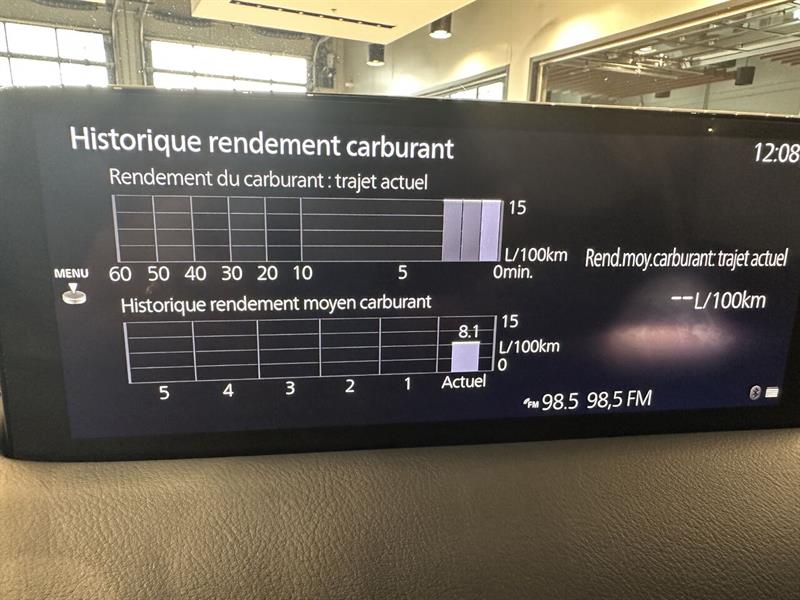 Historique rendement carburant
12:08
Rendement du carburant : trajet actuel
15
L/100km
60 50 40 30 20 10 5 0min.
MENU
Rend.moy.carburant: trajet actuel
--L/100km
Historique rendement moyen carburant
15
8.1
L/100km
0
5 4 3 2 1 Actuel
FM 98.5 98,5 FM